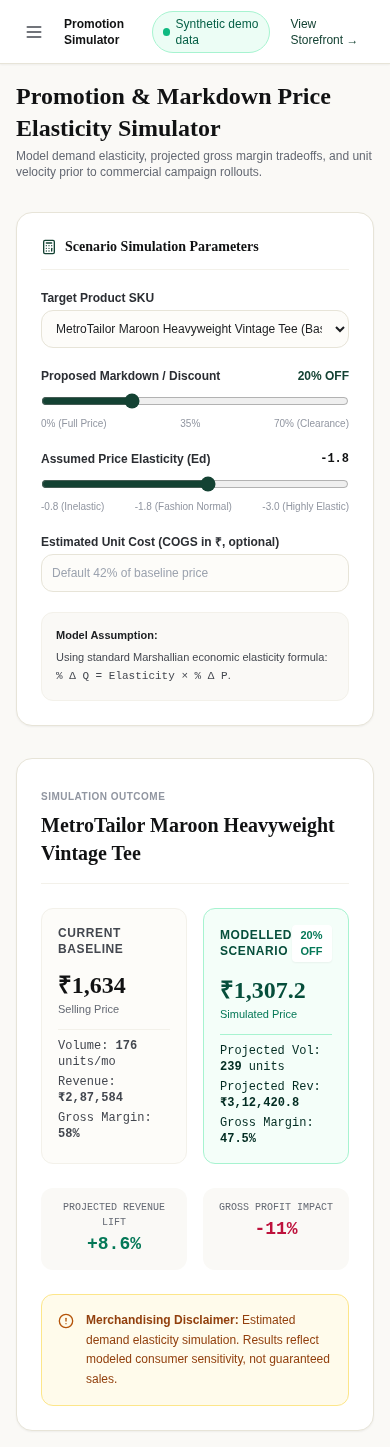 Promotion
Simulator
Synthetic demo
data
View
Storefront →
Promotion & Markdown Price
Elasticity Simulator
Model demand elasticity, projected gross margin tradeoffs, and unit
velocity prior to commercial campaign rollouts.
Scenario Simulation Parameters
Target Product SKU
MetroTailor Maroon Heavyweight Vintage Tee (Bas
Proposed Markdown / Discount 20% OFF
0% (Full Price) 35% 70% (Clearance)
Assumed Price Elasticity (Ed) -1.8
-0.8 (Inelastic) -1.8 (Fashion Normal) -3.0 (Highly Elastic)
Estimated Unit Cost (COGS in ₹, optional)
Default 42% of baseline price
Model Assumption:
Using standard Marshallian economic elasticity formula:
% Δ Q = Elasticity × % Δ P.
SIMULATION OUTCOME
MetroTailor Maroon Heavyweight
Vintage Tee
CURRENT
BASELINE
₹1,634
Selling Price
Volume: 176
units/mo
Revenue:
₹2,87,584
Gross Margin:
58%
MODELLED
SCENARIO
20%
OFF
₹1,307.2
Simulated Price
Projected Vol:
239 units
Projected Rev:
₹3,12,420.8
Gross Margin:
47.5%
PROJECTED REVENUE
LIFT
+8.6%
GROSS PROFIT IMPACT
-11%
Merchandising Disclaimer: Estimated
demand elasticity simulation. Results reflect
modeled consumer sensitivity, not guaranteed
sales.